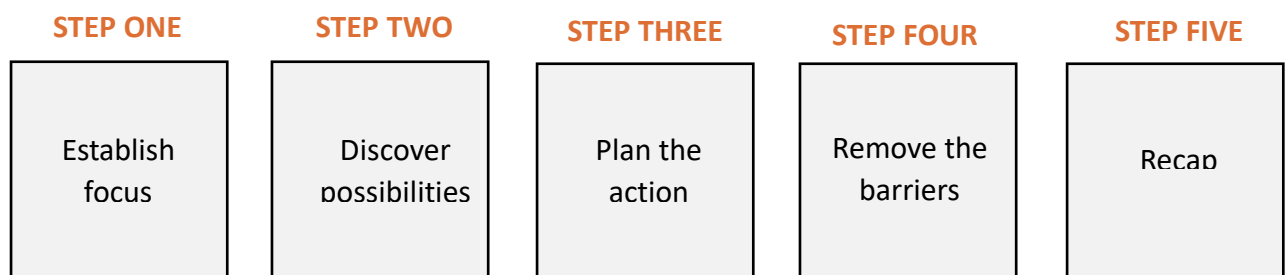 STEP ONE
STEP TWO
STEP THREE
STEP FOUR
STEP FIVE
Establish
focus
Discover
possibilities
Plan the
action
Remove the
barriers
Recap